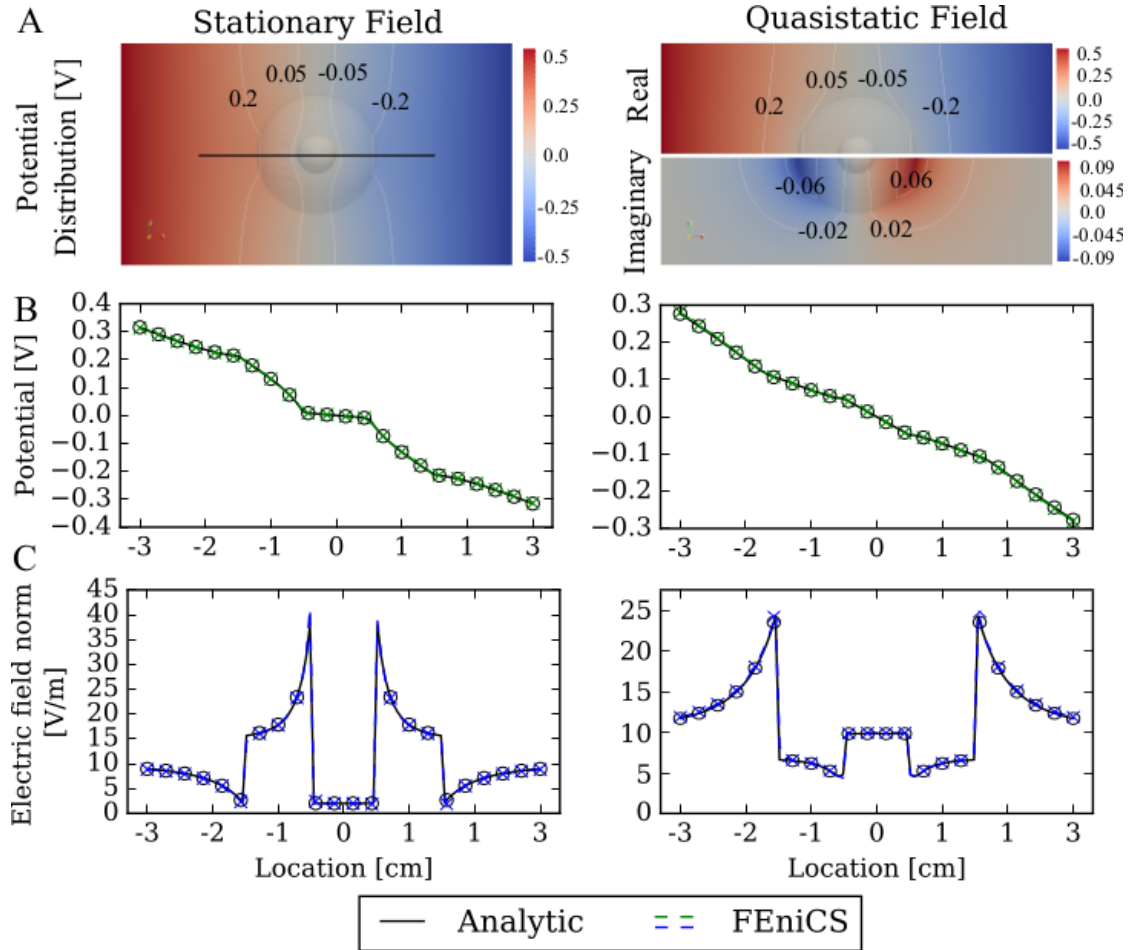 A
Stationary Field
Quasistatic Field
Potential
Distribution [V]
0.05 -0.05
0.2 -0.2
0.5
0.25
0.0
-0.25
-0.5
Real
0.05 -0.05
0.2 -0.2
0.5
0.25
0.0
-0.25
-0.5
Imaginary
-0.06 0.06
-0.02 0.02
0.09
0.045
0.0
-0.045
-0.09
B
Potential [V]
0.4
0.3
0.2
0.1
0.0
−0.1
−0.2
−0.3
−0.4
-3 -2 -1 0 1 1 3
0.3
0.2
0.1
0.0
−0.1
−0.2
−0.3
-3 -2 -1 0 1 1 3
C
Electric field norm
[V/m]
45
40
35
30
25
20
15
10
5
0
-3 -2 -1 0 1 1 3
Location [cm]
25
20
15
10
5
0
-3 -2 -1 0 1 1 3
Location [cm]
Analytic FEniCS